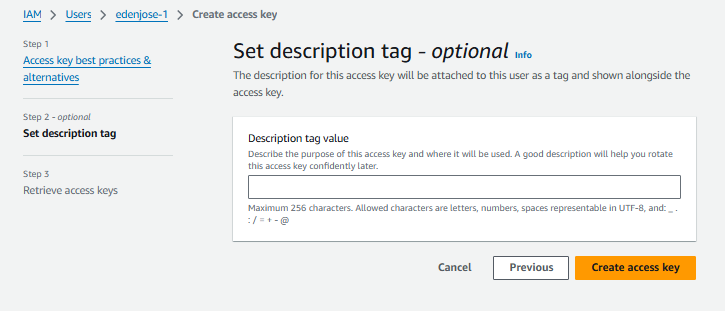 IAM > Users > edenjose-1 > Create access key
Step 1
Access key best practices &
alternatives
Step 2 - optional
Set description tag
Step 3
Retrieve access keys
Set description tag - optional Info
The description for this access key will be attached to this user as a tag and shown alongside the
access key.
Description tag value
Describe the purpose of this access key and where it will be used. A good description will help you rotate
this access key confidently later.
Maximum 256 characters. Allowed characters are letters, numbers, spaces representable in UTF-8, and: _ .
: / = + - @
Cancel
Previous
Create access key